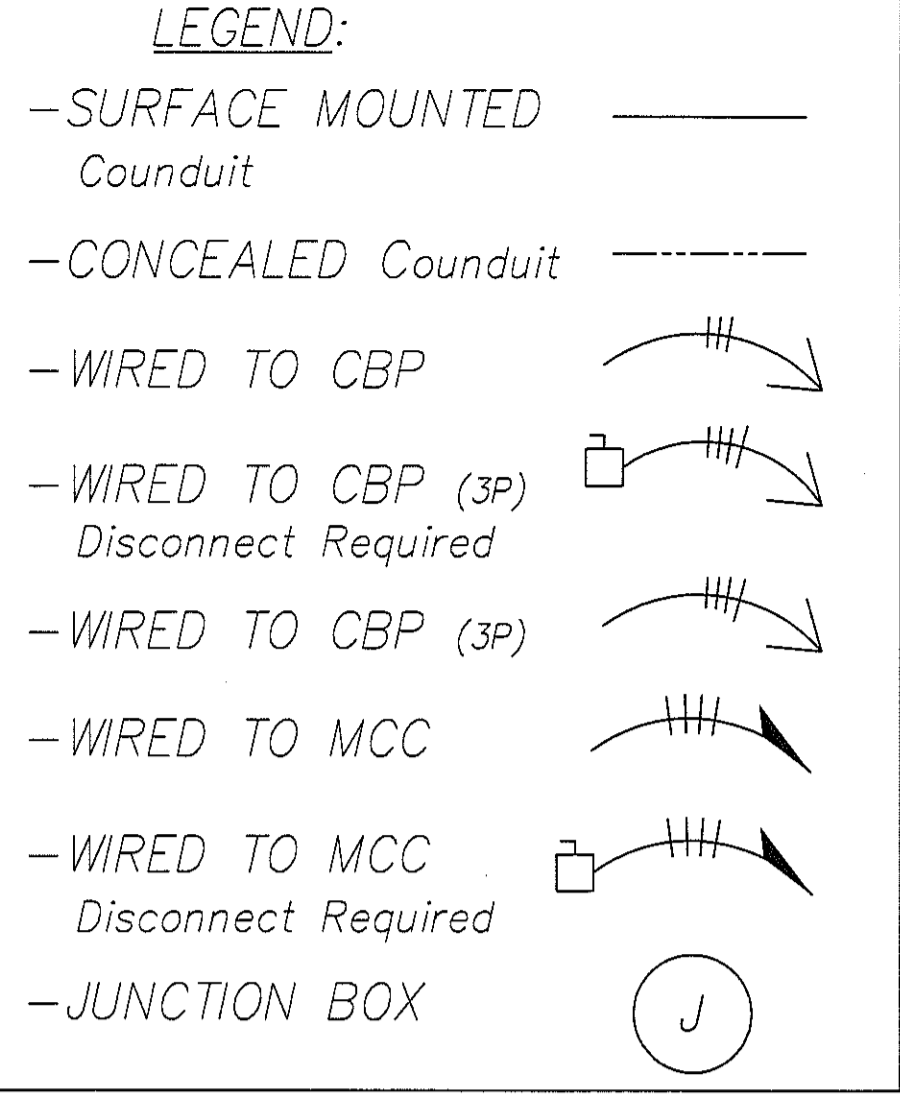 LEGEND:
-SURFACE MOUNTED
Counduit
-CONCEALED Counduit
-WIRED TO CBP
-WIRED TO CBP (3P)
Disconnect Required
-WIRED TO CBP (3P)
-WIRED TO MCC
-WIRED TO MCC
Disconnect Required
-JUNCTION BOX
J